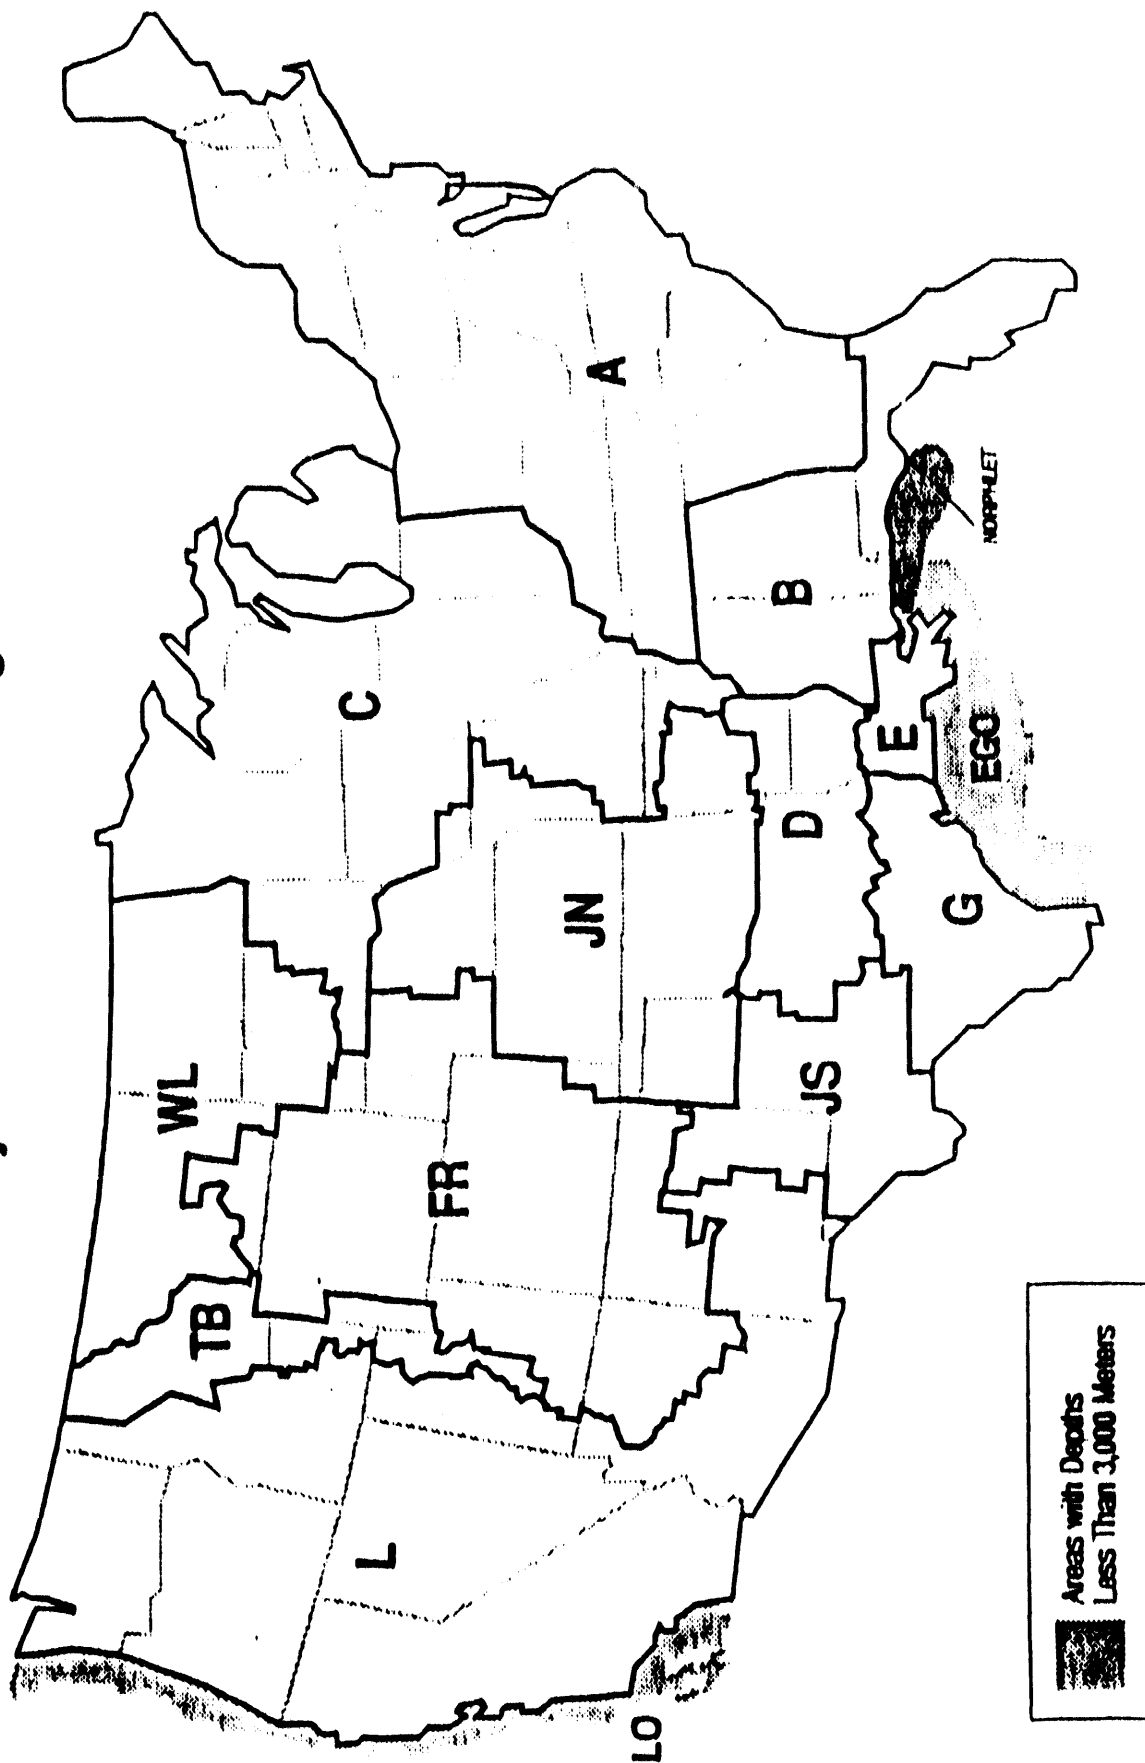 WL
TB
FR
L
C
JN
A
B
D
E
JS
G
EGO
LO
NORPHLET
Areas with Depths
Less Than 3,000 Meters